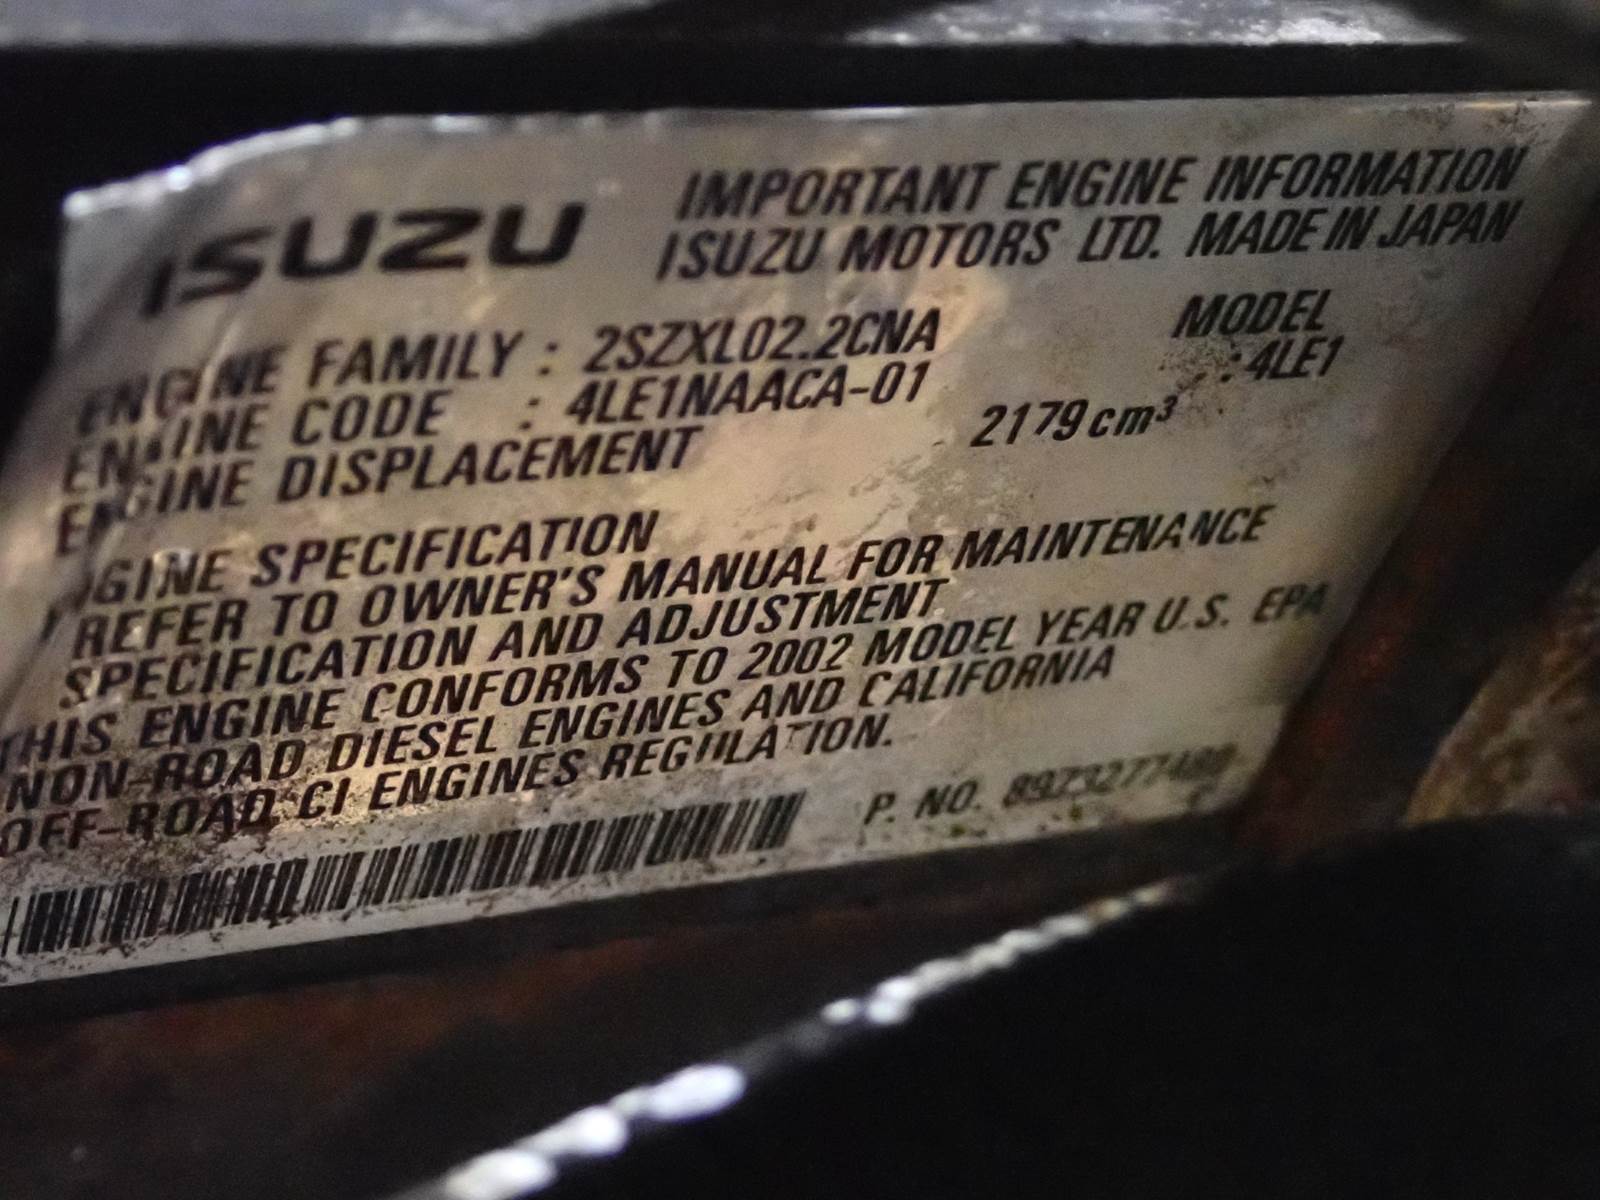 ISUZU
IMPORTANT ENGINE INFORMATION
ISUZU MOTORS LTD. MADE IN JAPAN
ENGINE FAMILY : 2SZXL02.2CNA
MODEL
ENGINE CODE : 4LE1NAACA-01
: 4LE1
ENGINE DISPLACEMENT 2179 cm³
ENGINE SPECIFICATION
REFER TO OWNER'S MANUAL FOR MAINTENANCE
SPECIFICATION AND ADJUSTMENT
THIS ENGINE CONFORMS TO 2002 MODEL YEAR U.S. EPA
NON-ROAD DIESEL ENGINES AND CALIFORNIA
OFF-ROAD CI ENGINES REGULATION.
P. NO.